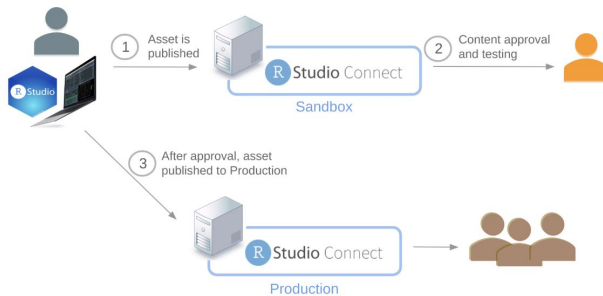 1
Asset is
published
R Studio
R Studio Connect
Sandbox
2
Content approval
and testing
3
After approval, asset
published to Production
R Studio Connect
Production